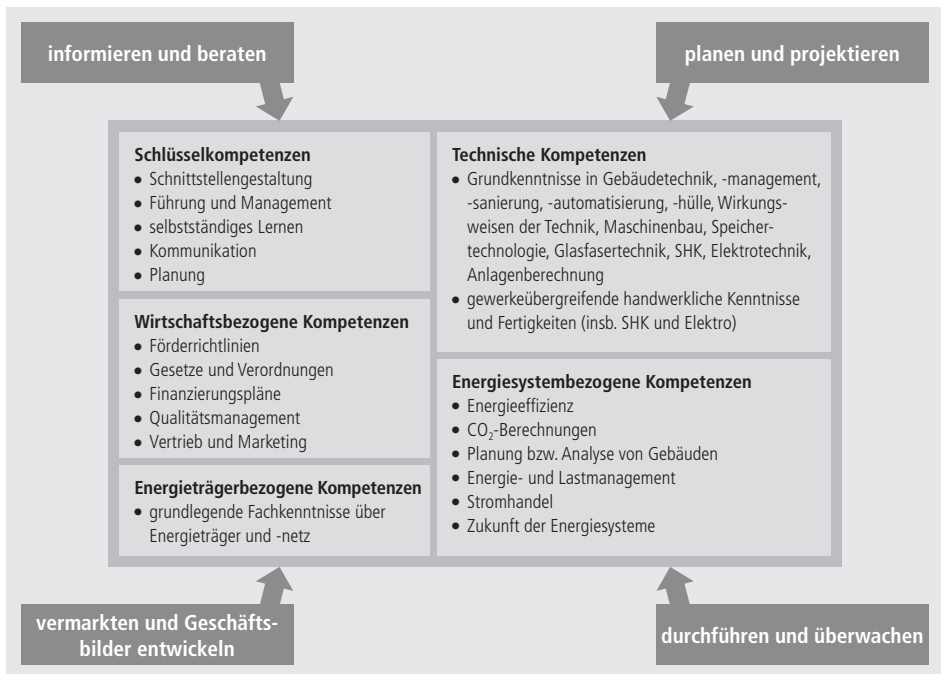 informieren und beraten
planen und projektieren
Schlüsselkompetenzen
• Schnittstellengestaltung
• Führung und Management
• selbstständiges Lernen
• Kommunikation
• Planung
Wirtschaftsbezogene Kompetenzen
• Förderrichtlinien
• Gesetze und Verordnungen
• Finanzierungspläne
• Qualitätsmanagement
• Vertrieb und Marketing
Energieträgerbezogene Kompetenzen
• grundlegende Fachkenntnisse über
Energieträger und -netz
Technische Kompetenzen
• Grundkenntnisse in Gebäudetechnik, -management,
-sanierung, -automatisierung, -hülle, Wirkungs-
weisen der Technik, Maschinenbau, Speicher-
technologie, Glasfasertechnik, SHK, Elektrotechnik,
Anlagenberechnung
• gewerkeübergreifende handwerkliche Kenntnisse
und Fertigkeiten (insb. SHK und Elektro)
Energiesystembezogene Kompetenzen
• Energieeffizienz
• CO₂-Berechnungen
• Planung bzw. Analyse von Gebäuden
• Energie- und Lastmanagement
• Stromhandel
• Zukunft der Energiesysteme
vermarkten und Geschäfts-
bilder entwickeln
durchführen und überwachen